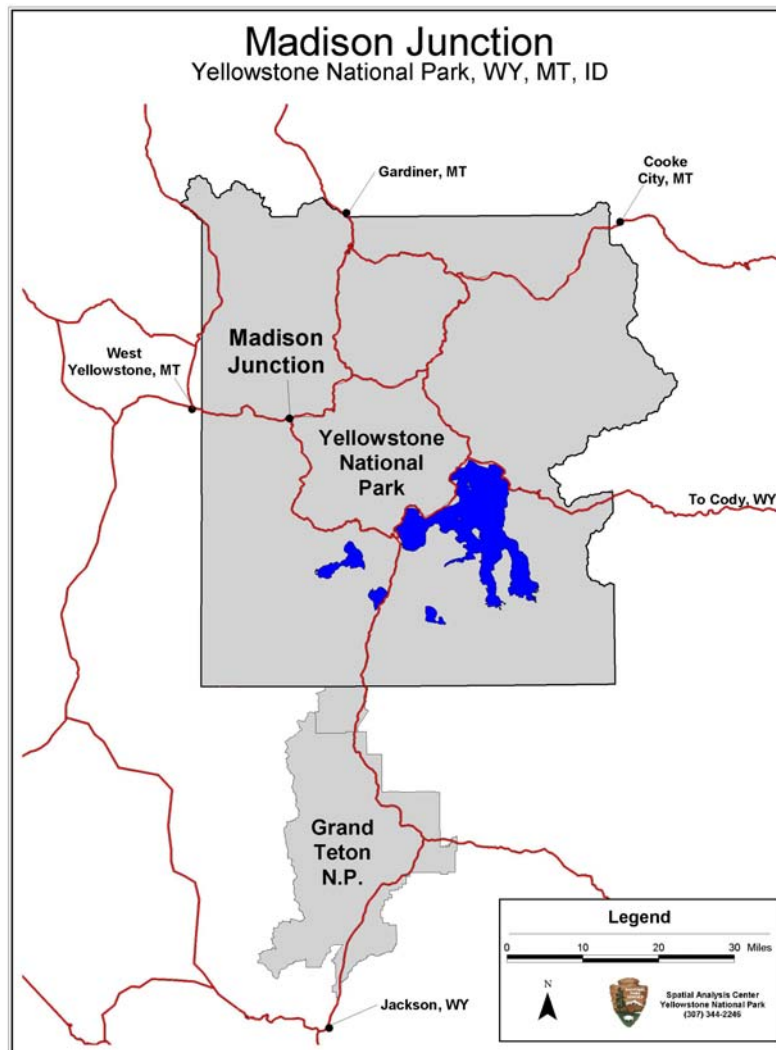 Madison Junction
Yellowstone National Park, WY, MT, ID
Gardiner, MT
Cooke
City, MT
West
Yellowstone, MT
Madison
Junction
Yellowstone
National
Park
To Cody, WY
Grand
Teton
N.P.
Jackson, WY
Legend
0 10 20 30 Miles
N
Spatial Analysis Center
Yellowstone National Park
(307) 344-2246